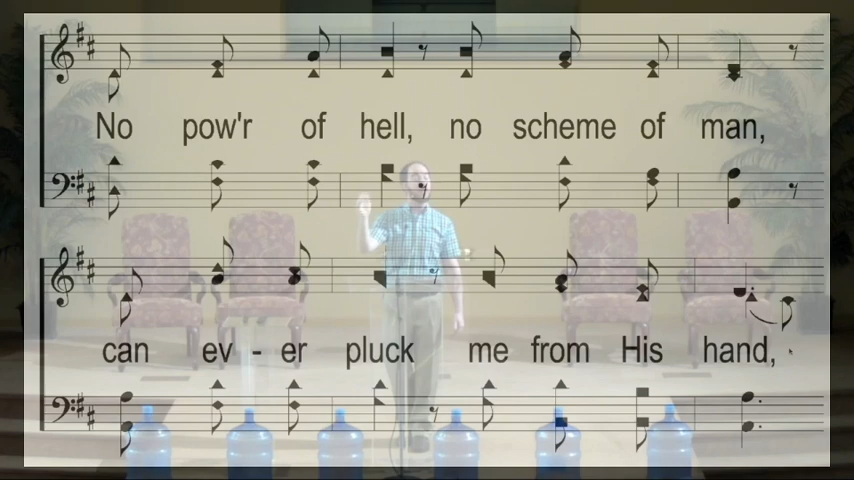 No pow'r of hell, no scheme of man,
can ev - er pluck me from His hand,